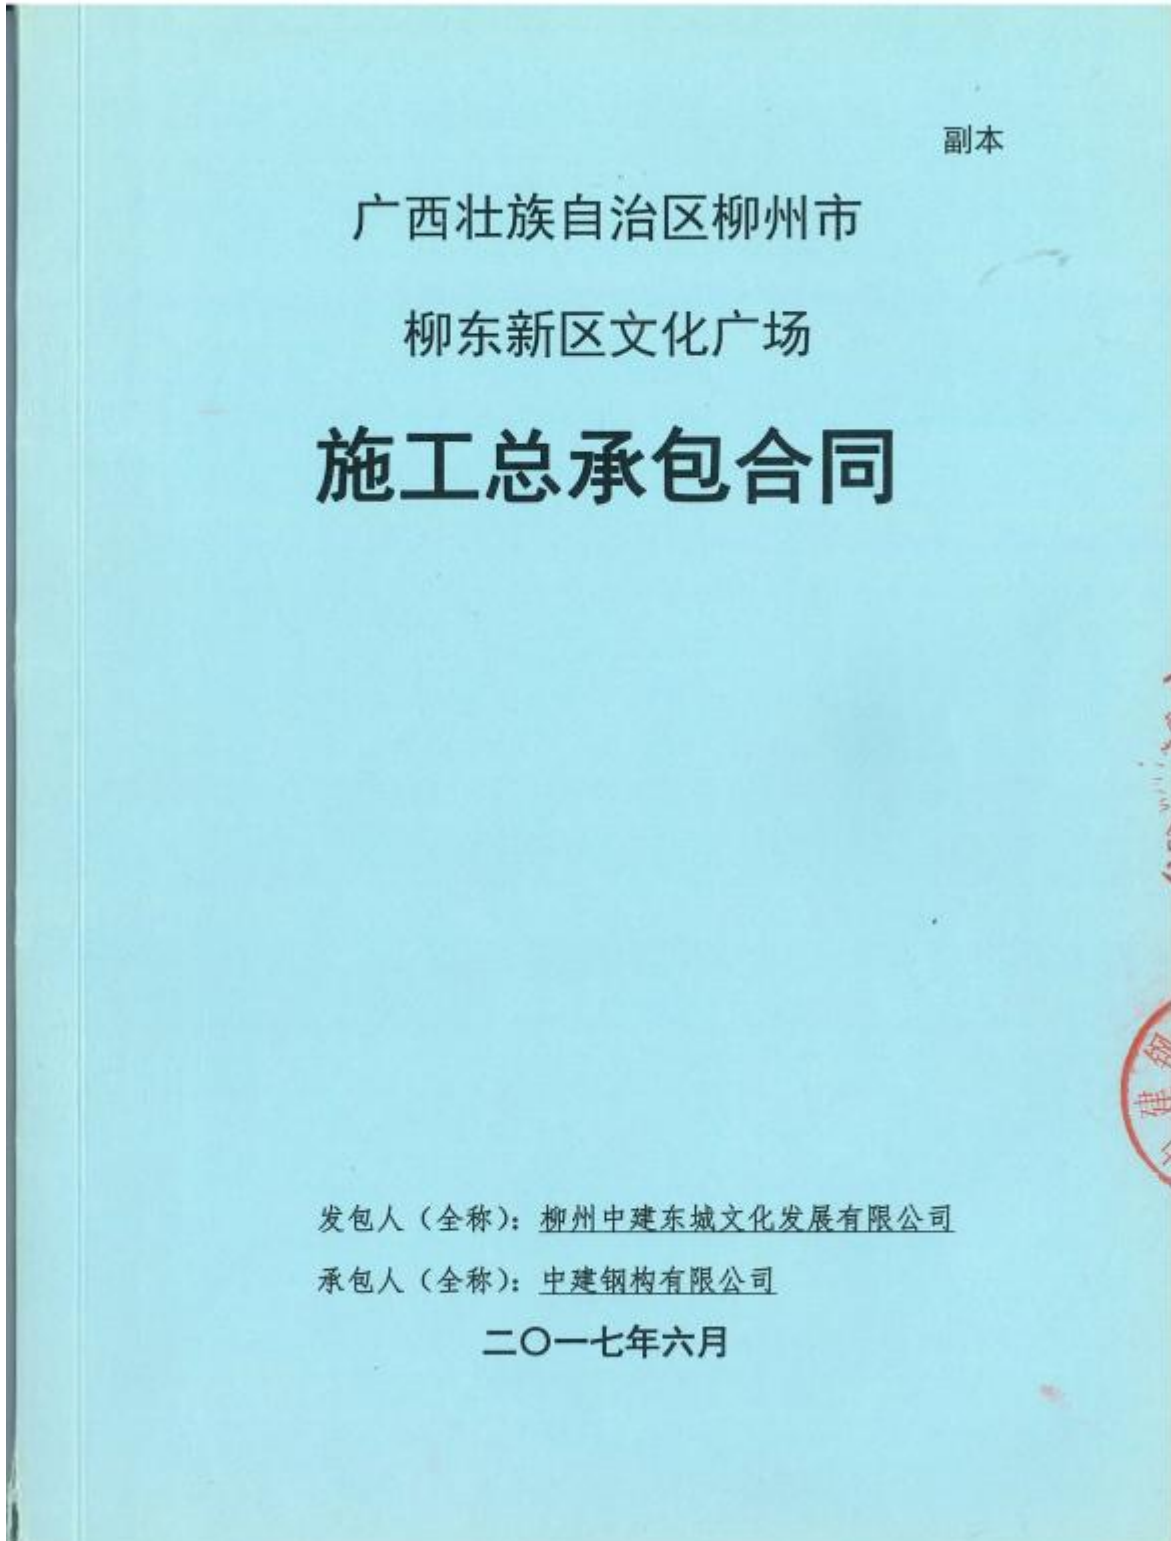 副本
广西壮族自治区柳州市
柳东新区文化广场
施工总承包合同
建钢
发包人（全称）：柳州中建东城文化发展有限公司
承包人（全称）：中建钢构有限公司
二〇一七年六月